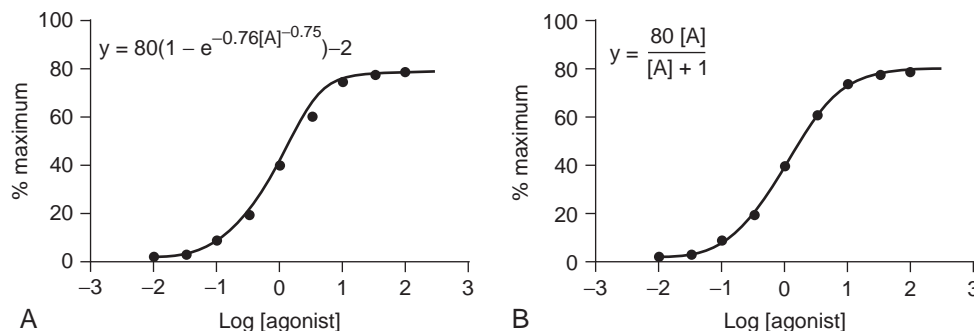 100
80
60
40
20
0
% maximum
y = 80(1 – e–0.76[A]–0.75)–2
–3
–2
–1
0
1
2
3
Log [agonist]
A
100
80
60
40
20
0
% maximum
y = 80 [A]
[A] + 1
–3
–2
–1
0
1
2
3
Log [agonist]
B